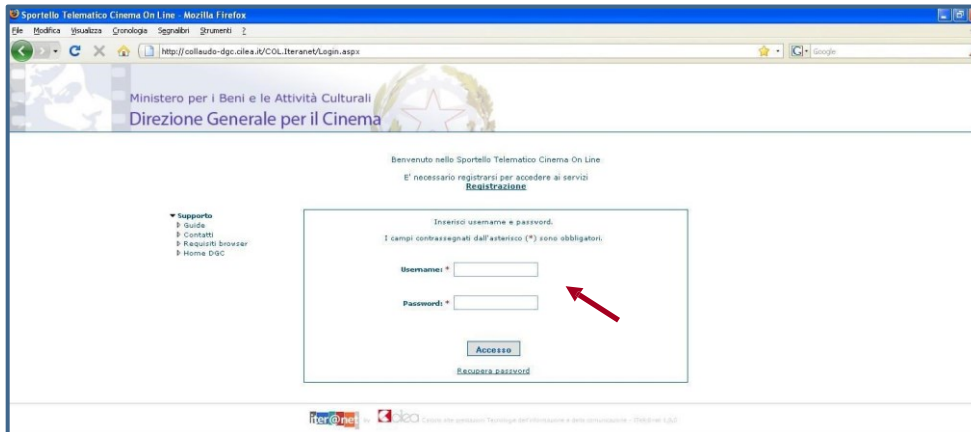 Sportello Telematico Cinema On Line - Mozilla Firefox
File Modifica Visualizza Cronologia Segnalibri Strumenti ?
http://collaudo-dgc.cilea.it/COL.Iteranet/Login.aspx
Google
Ministero per i Beni e le Attività Culturali
Direzione Generale per il Cinema
Benvenuto nello Sportello Telematico Cinema On Line
E' necessario registrarsi per accedere ai servizi
Registrazione
Supporto
Guide
Contatti
Requisiti browser
Home DGC
Inserisci username e password.
I campi contrassegnati dall'asterisco (*) sono obbligatori.
Username: *
Password: *
Accesso
Recupera password
iter@net by cilea